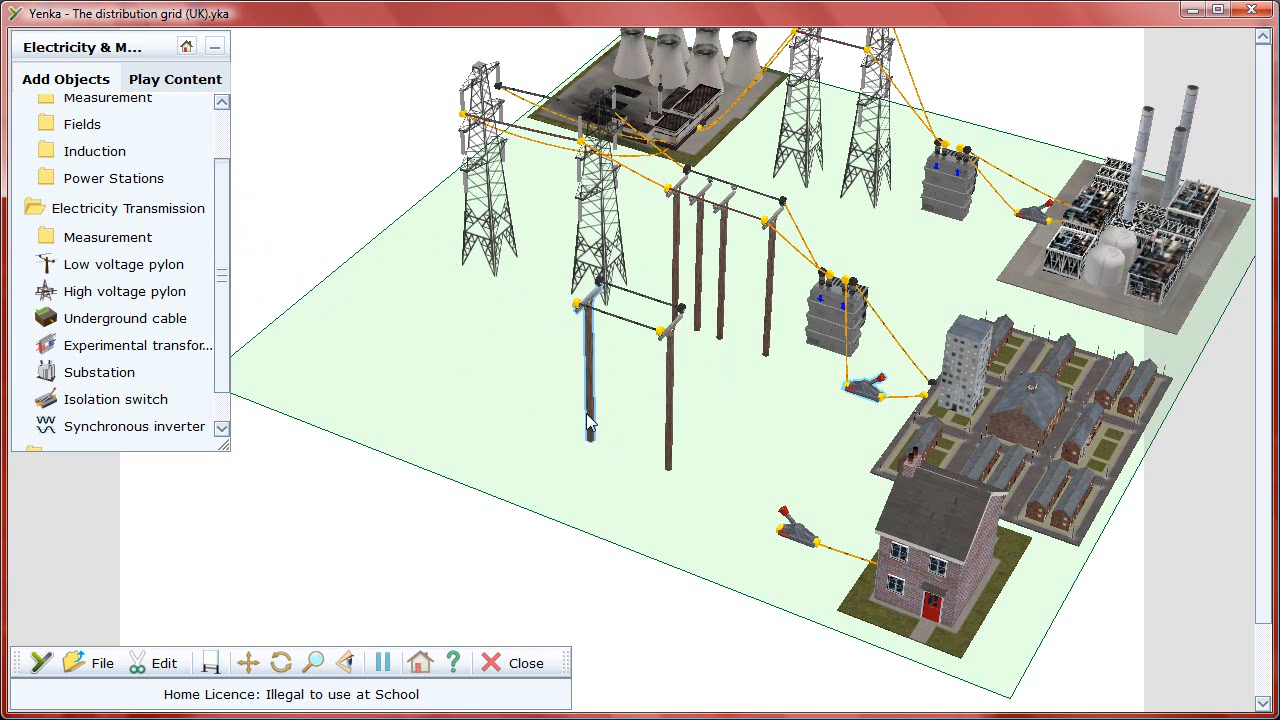 Yenka - The distribution grid (UK).yka
Electricity & M...
Add Objects Play Content
Measurement
Fields
Induction
Power Stations
Electricity Transmission
Measurement
Low voltage pylon
High voltage pylon
Underground cable
Experimental transfor...
Substation
Isolation switch
Synchronous inverter
File Edit ? Close
Home Licence: Illegal to use at School